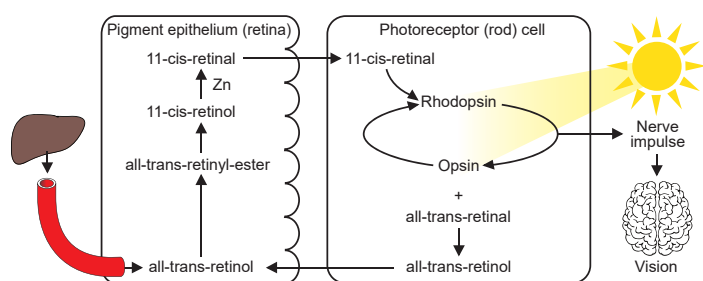 Pigment epithelium (retina)
11-cis-retinal
Zn
11-cis-retinol
all-trans-retinyl-ester
all-trans-retinol
Photoreceptor (rod) cell
11-cis-retinal
Rhodopsin
Opsin
+
all-trans-retinal
all-trans-retinol
Nerve
impulse
Vision